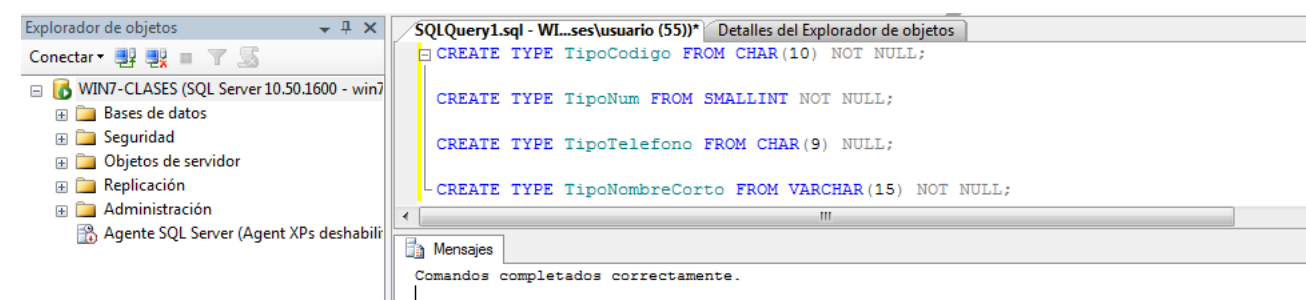 Explorador de objetos
Conectar
WIN7-CLASES (SQL Server 10.50.1600 - win7
Bases de datos
Seguridad
Objetos de servidor
Replicación
Administración
Agente SQL Server (Agent XPs deshabili
SQLQuery1.sql - WI...ses\usuario (55))*
Detalles del Explorador de objetos
CREATE TYPE TipoCodigo FROM CHAR(10) NOT NULL;
CREATE TYPE TipoNum FROM SMALLINT NOT NULL;
CREATE TYPE TipoTelefono FROM CHAR(9) NULL;
CREATE TYPE TipoNombreCorto FROM VARCHAR(15) NOT NULL;
Mensajes
Comandos completados correctamente.